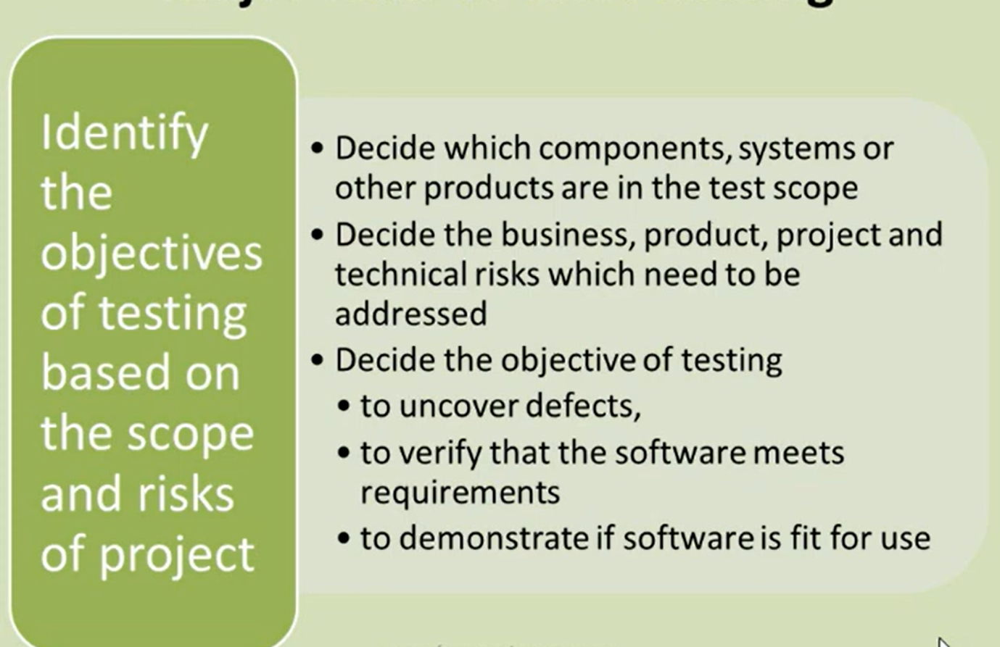 Identify
the
objectives
of testing
based on
the scope
and risks
of project
• Decide which components, systems or
other products are in the test scope
• Decide the business, product, project and
technical risks which need to be
addressed
• Decide the objective of testing
• to uncover defects,
• to verify that the software meets
requirements
• to demonstrate if software is fit for use